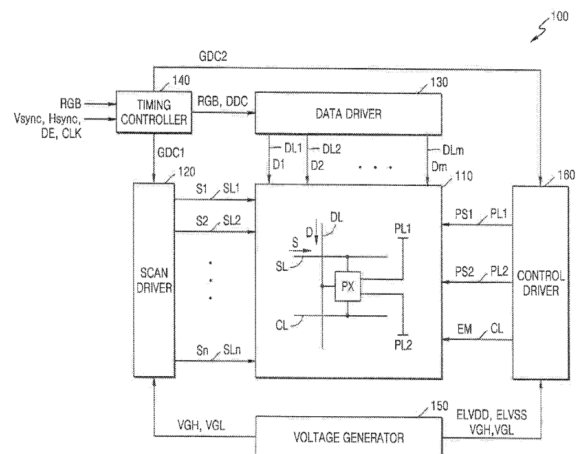 100
GDC2
140
TIMING
CONTROLLER
RGB
Vsync, Hsync,
DE, CLK
RGB, DDC
130
DATA DRIVER
GDC1
DL1
DL2
DLm
D1
D2
Dm
110
120
160
SCAN
DRIVER
S1
SL1
S2
SL2
Sn
SLn
DL
D
S
SL
PL1
PX
CL
PL2
PS1
PL1
PS2
PL2
EM
CL
CONTROL
DRIVER
150
VOLTAGE GENERATOR
VGH, VGL
ELVDD, ELVSS
VGH,VGL